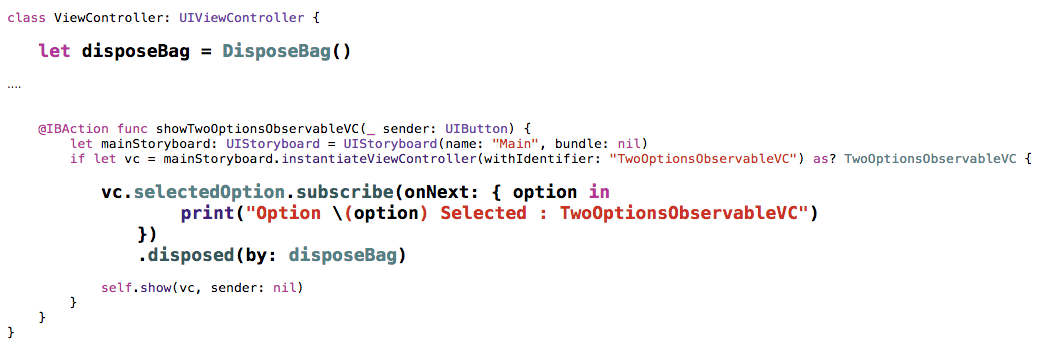 class ViewController: UIViewController {
let disposeBag = DisposeBag()
....
@IBAction func showTwoOptionsObservableVC(_ sender: UIButton) {
let mainStoryboard: UIStoryboard = UIStoryboard(name: "Main", bundle: nil)
if let vc = mainStoryboard.instantiateViewController(withIdentifier: "TwoOptionsObservableVC") as? TwoOptionsObservableVC {
vc.selectedOption.subscribe(onNext: { option in
print("Option \(option) Selected : TwoOptionsObservableVC")
})
.disposed(by: disposeBag)
self.show(vc, sender: nil)
}
}
}